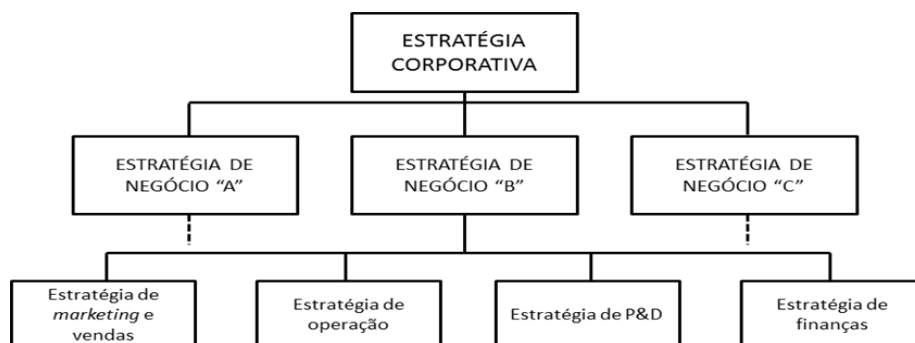 ESTRATÉGIA
CORPORATIVA
ESTRATÉGIA DE
NEGÓCIO “A”
ESTRATÉGIA DE
NEGÓCIO “B”
ESTRATÉGIA DE
NEGÓCIO “C”
Estratégia de
marketing e
vendas
Estratégia de
operação
Estratégia de P&D
Estratégia de
finanças